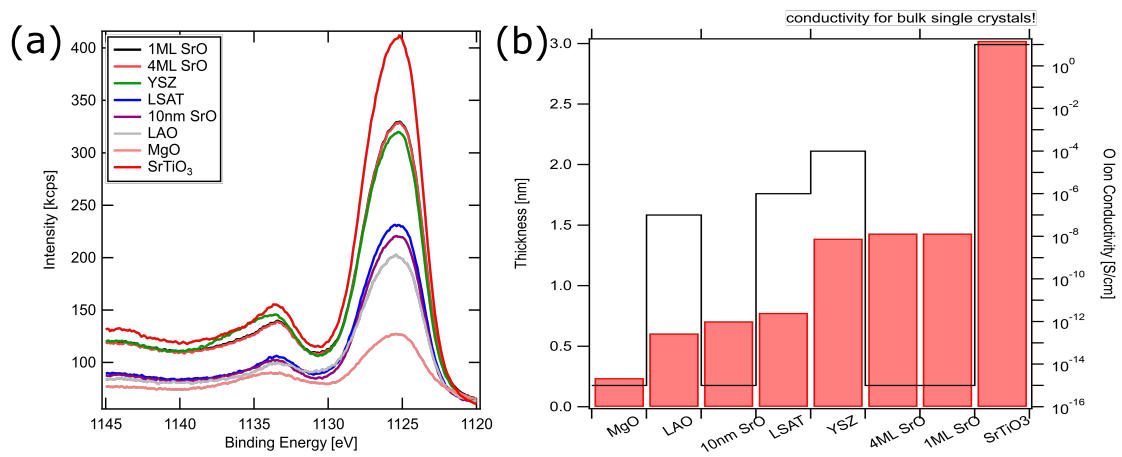 (a)
400
350
300
250
200
150
100
Intensity [kcps]
1ML SrO
4ML SrO
YSZ
LSAT
10nm SrO
LAO
MgO
SrTiO₃
1145
1140
1135
1130
1125
1120
Binding Energy [eV]
(b)
conductivity for bulk single crystals!
3.0
2.5
2.0
1.5
1.0
0.5
0.0
Thickness [nm]
10⁰
10⁻²
10⁻⁴
10⁻⁶
10⁻⁸
10⁻¹⁰
10⁻¹²
10⁻¹⁴
10⁻¹⁶
O Ion Conductivity [S/cm]
MgO
LAO
10nm SrO
LSAT
YSZ
4ML SrO
1ML SrO
SrTiO3